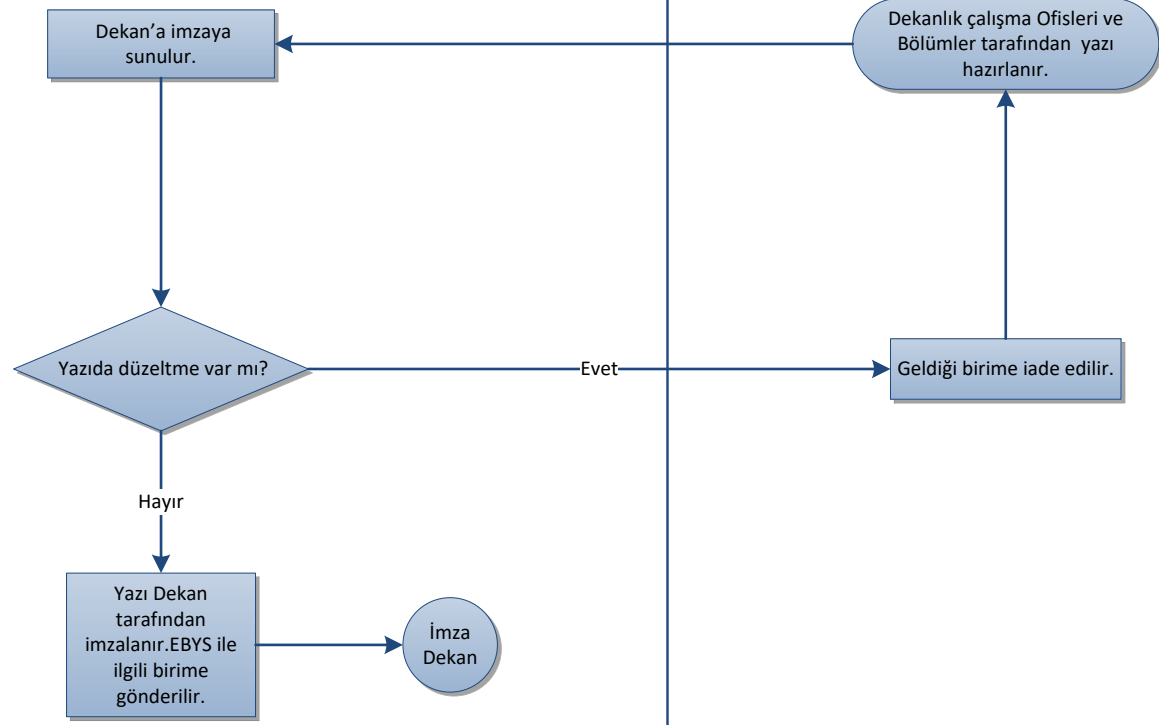 Dekan’a imzaya
sunulur.
Dekanlık çalışma Ofisleri ve
Bölümler tarafından yazı
hazırlanır.
Yazıda düzeltme var mı?
Evet
Geldiği birime iade edilir.
Hayır
Yazı Dekan
tarafından
imzalanır.EBYS ile
ilgili birime
gönderilir.
İmza
Dekan